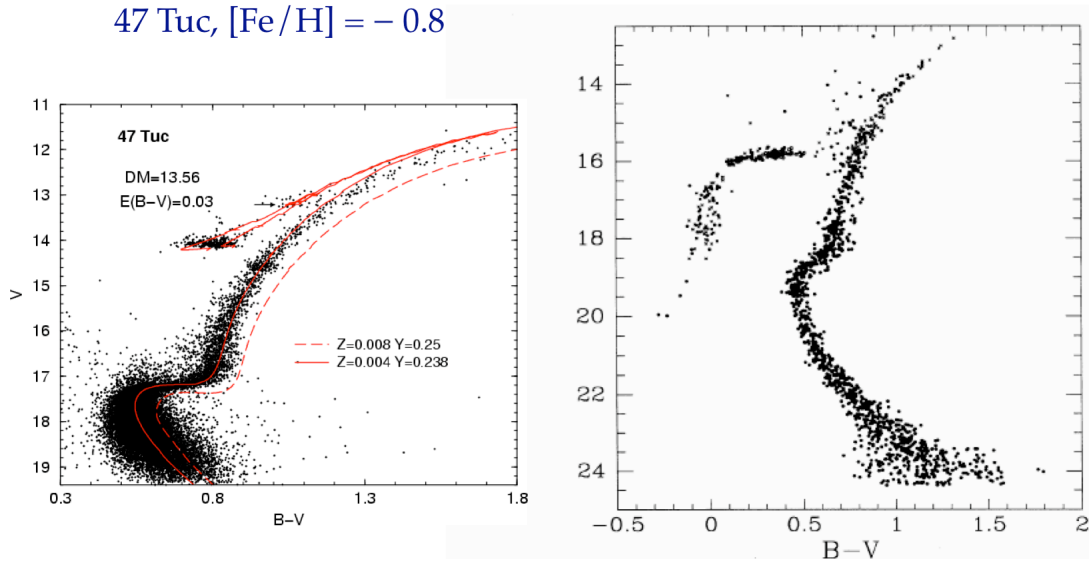 47 Tuc, [Fe/H] = − 0.8
11
12
13
14
15
16
17
18
19
V
47 Tuc
DM=13.56
E(B−V)=0.03
Z=0.008 Y=0.25
Z=0.004 Y=0.238
0.3
0.8
1.3
1.8
B−V
14
16
18
20
22
24
−0.5
0
0.5
1
1.5
2
B−V